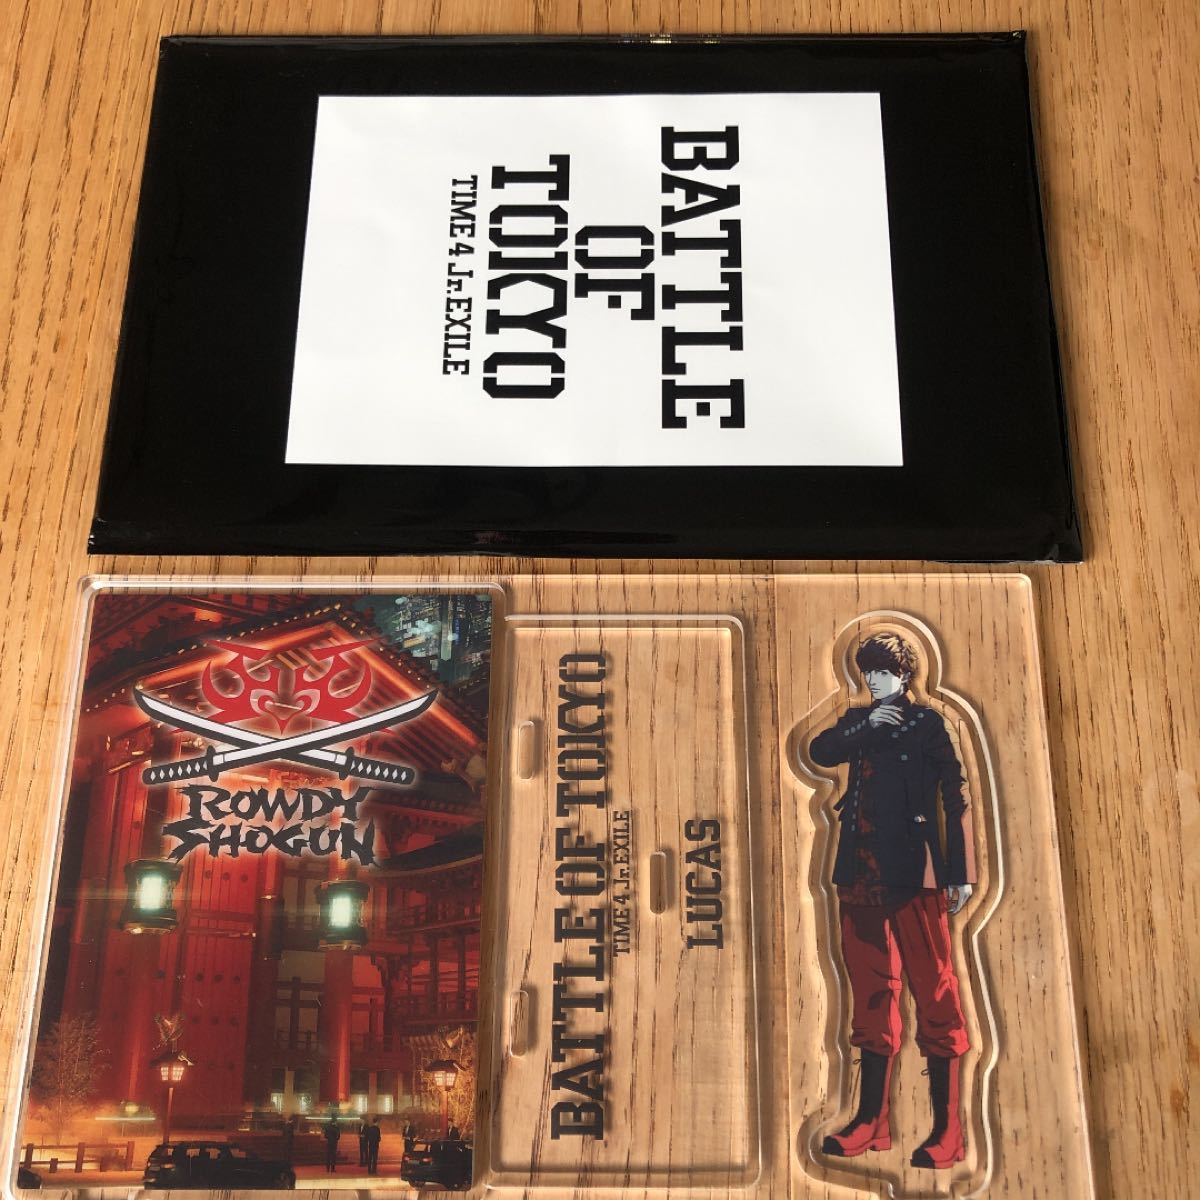 BATTLE
OF
TOKYO
TIME 4 Jr.EXILE
ROWDY
SHOGUN
BATTLE OF TOKYO
TIME 4 Jr.EXILE
LUCAS